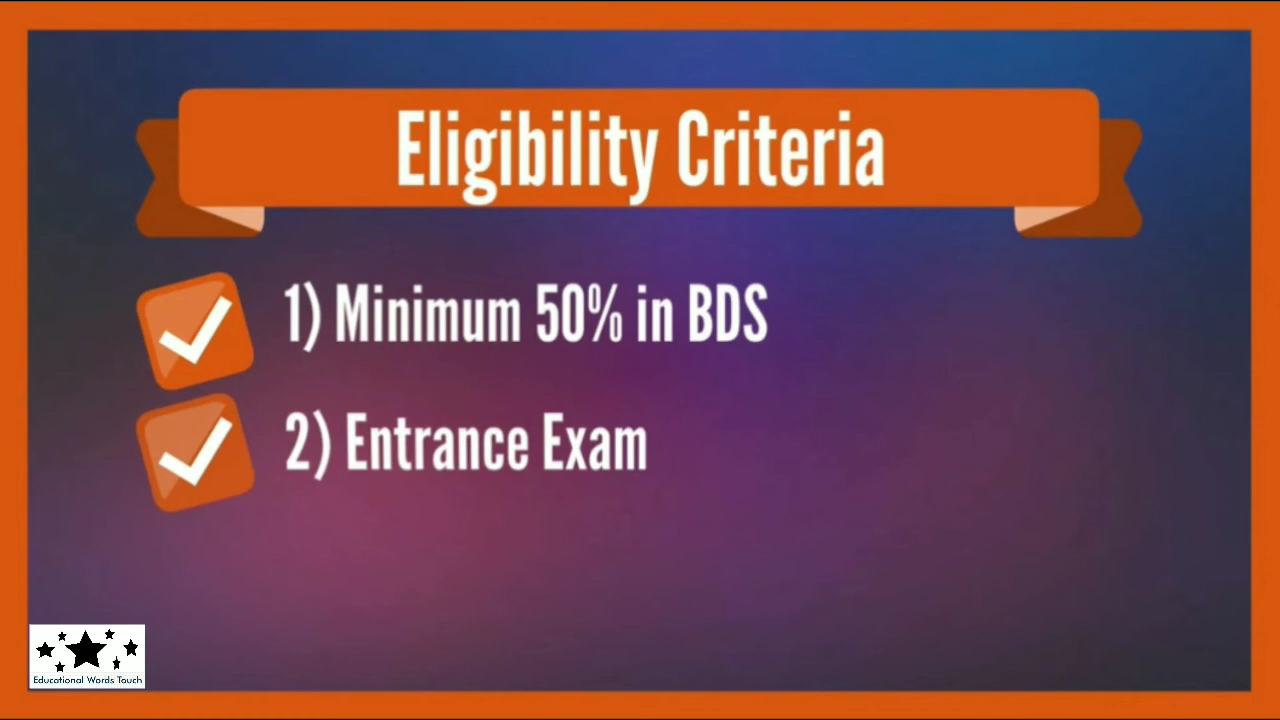 Eligibility Criteria
1) Minimum 50% in BDS
2) Entrance Exam
Educational Words Touch